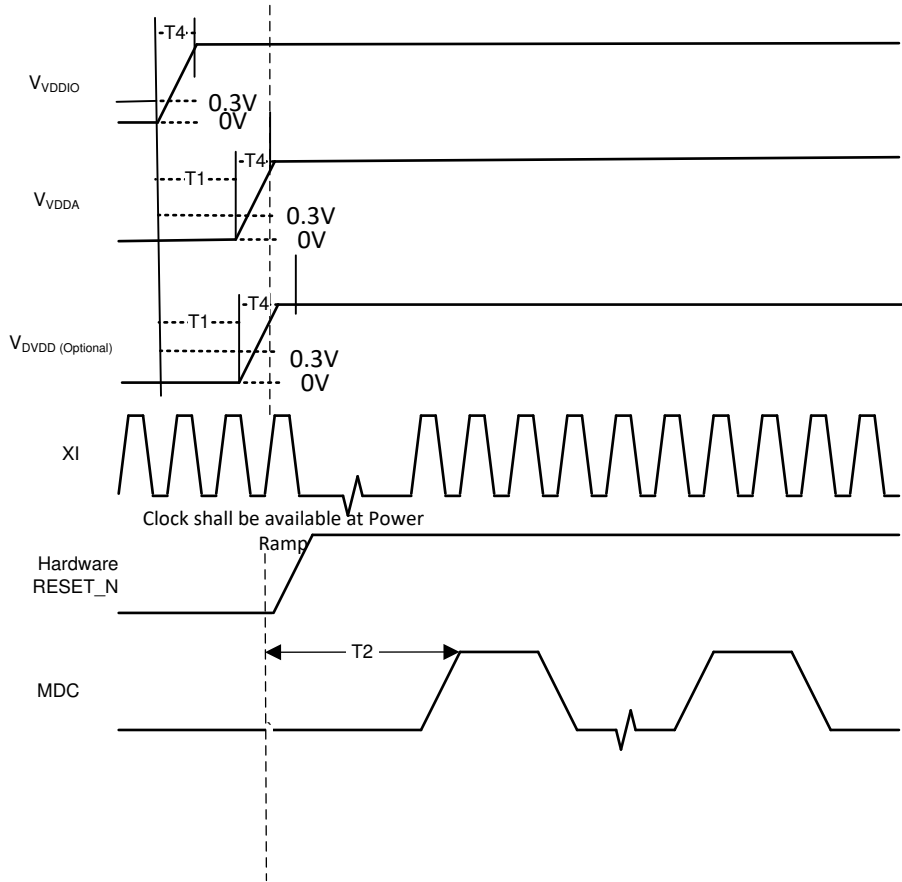 T4
VVDDIO
0.3V
0V
T4
T1
VVDDA
0.3V
0V
T4
T1
VDVDD (Optional)
0.3V
0V
XI
Clock shall be available at Power
Ramp
Hardware
RESET_N
T2
MDC